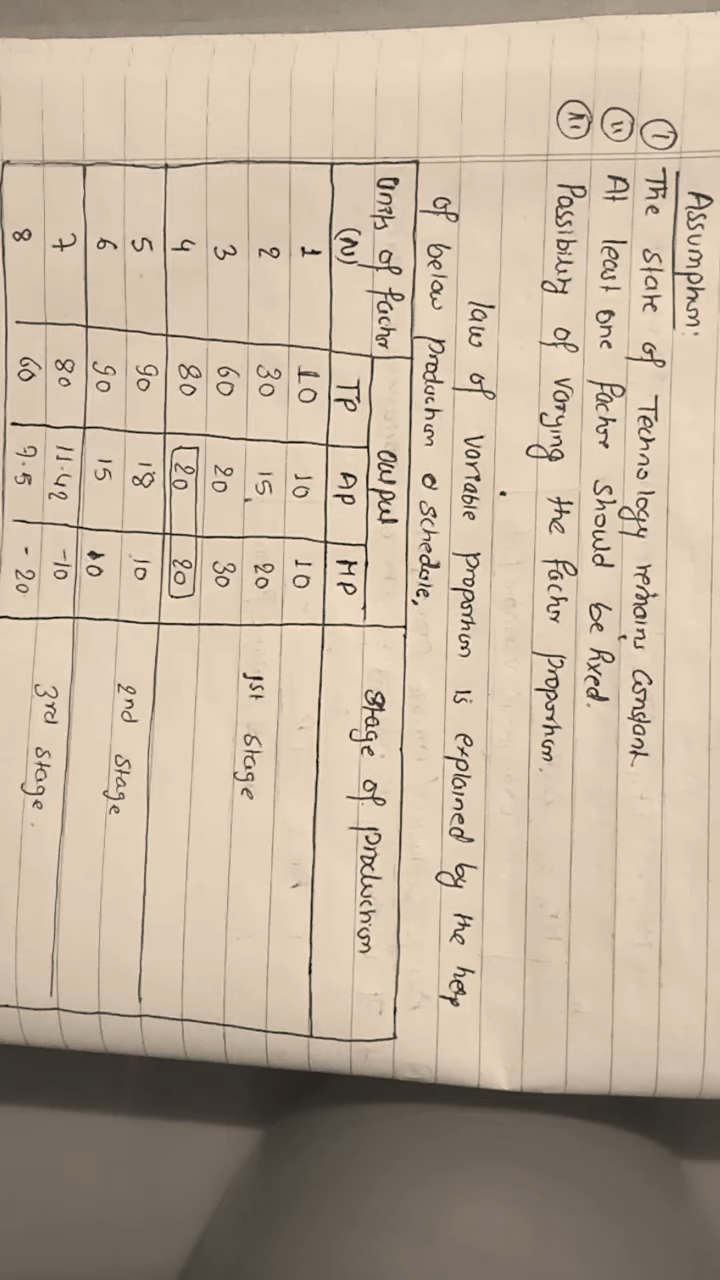 Assumption:
(i) The state of Technology remains constant
(ii) At least one factor should be fixed.
(iii) Possibility of varying the factor proportion.
law of variable proportion is explained by the help
of below production schedule,
Units of factor (N) Output Stage of production
TP AP MP
1 10 10 10
2 30 15 20 1st Stage
3 60 20 30
4 80 20 20
5 90 18 10 2nd Stage
6 90 15 0
7 80 11.42 -10 3rd Stage.
8 60 9.5 -20